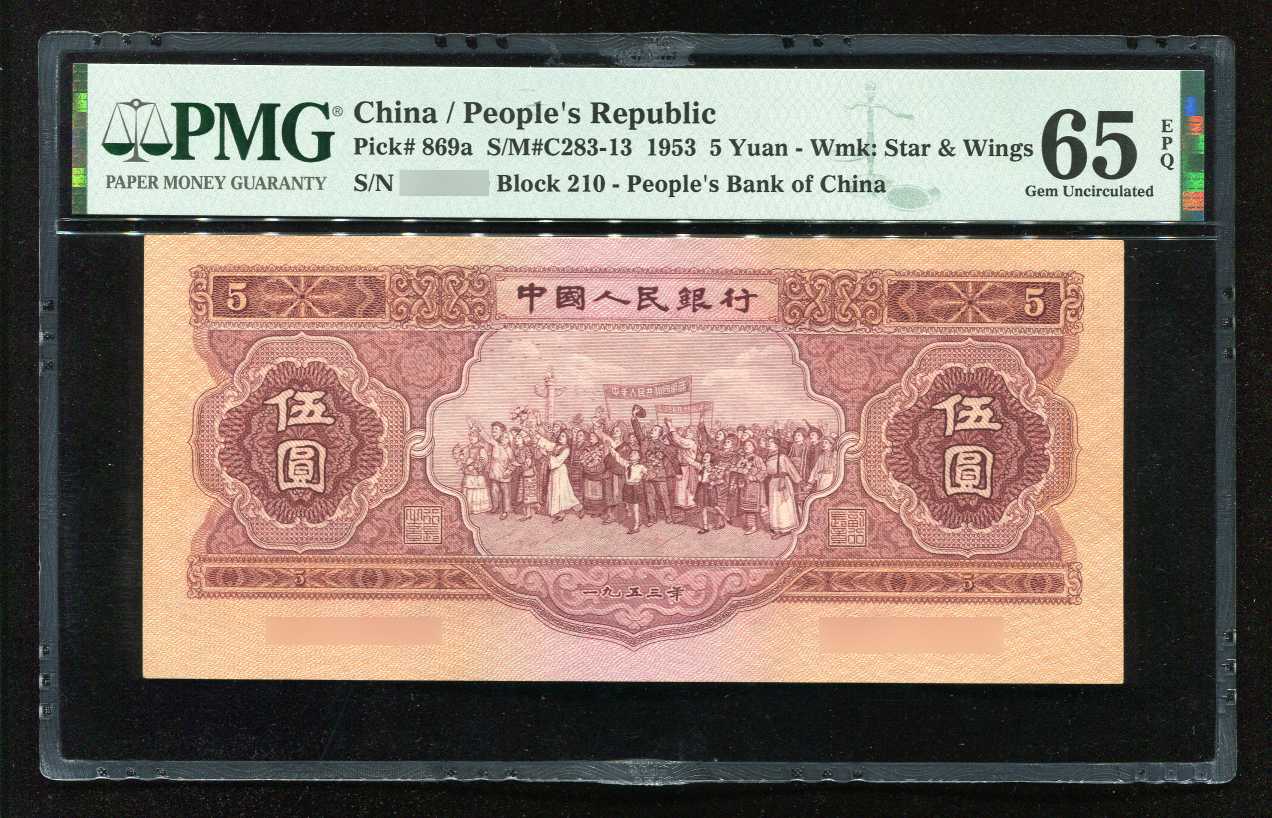 PMG®
PAPER MONEY GUARANTY
China / People's Republic
Pick# 869a S/M#C283-13 1953 5 Yuan - Wmk: Star & Wings
S/N Block 210 - People's Bank of China
65
EPQ
Gem Uncirculated
5 中國人民銀行 5
伍圓
伍圓
5 5
一九五三年